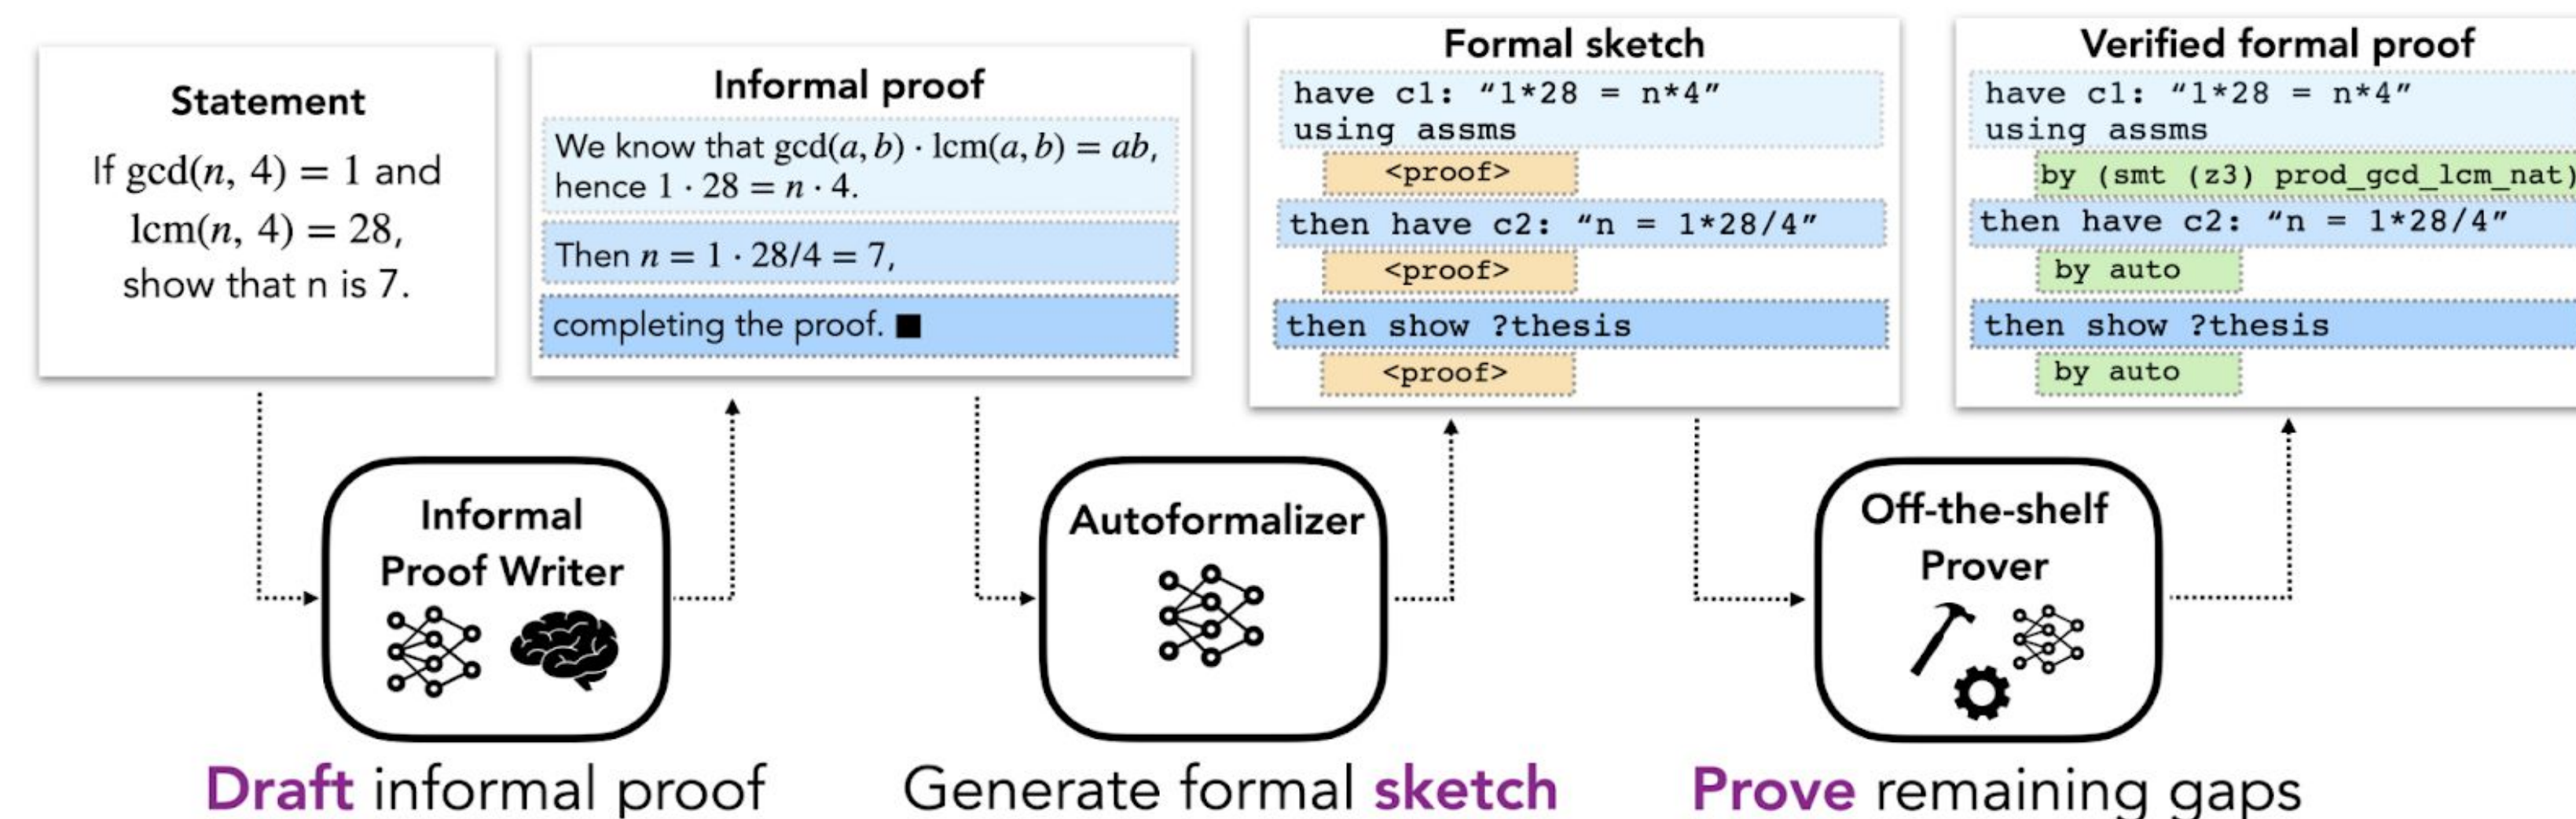 Statement
If gcd(n, 4) = 1 and
lcm(n, 4) = 28,
show that n is 7.
Informal proof
We know that gcd(a, b) · lcm(a, b) = ab,
hence 1 · 28 = n · 4.
Then n = 1 · 28/4 = 7,
completing the proof. ■
Formal sketch
have c1: “1*28 = n*4”
using assms
<proof>
then have c2: “n = 1*28/4”
<proof>
then show ?thesis
<proof>
Verified formal proof
have c1: “1*28 = n*4”
using assms
by (smt (z3) prod_gcd_lcm_nat)
then have c2: “n = 1*28/4”
by auto
then show ?thesis
by auto
Informal
Proof Writer
Autoformalizer
Off-the-shelf
Prover
Draft informal proof
Generate formal sketch
Prove remaining gaps